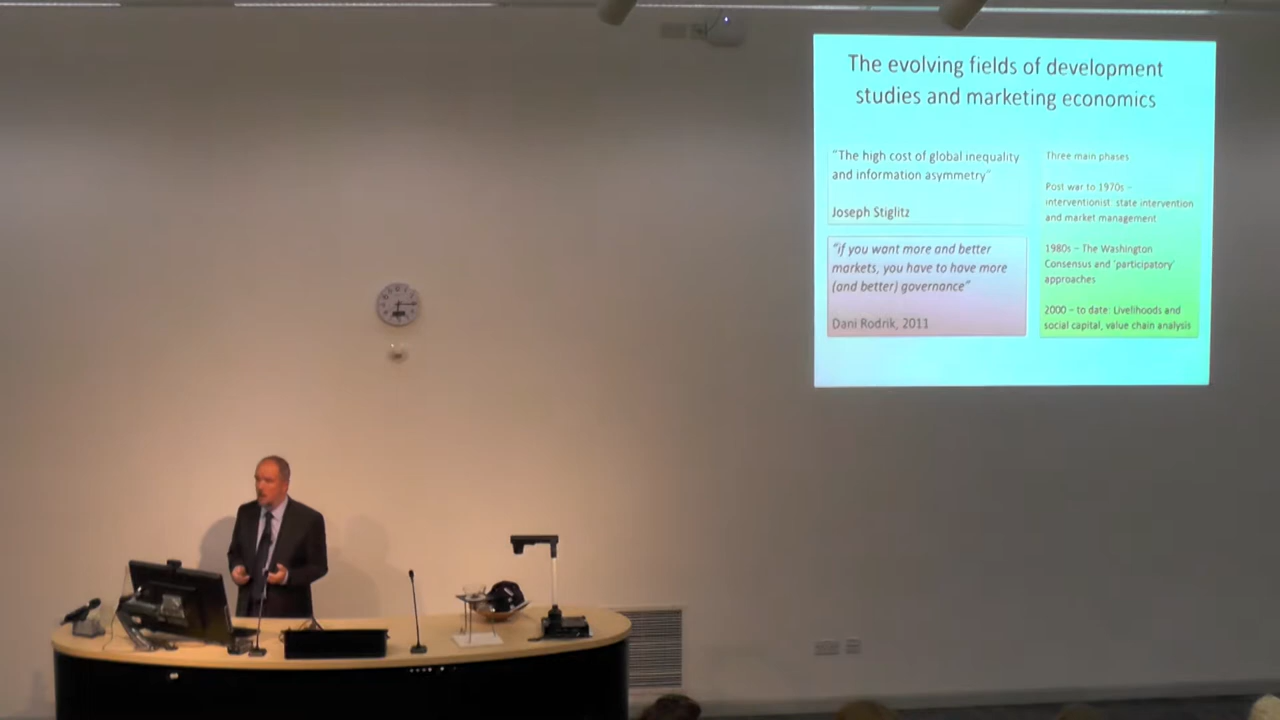 The evolving fields of development
studies and marketing economics
"The high cost of global inequality
and information asymmetry"
Joseph Stiglitz
"if you want more and better
markets, you have to have more
(and better) governance"
Dani Rodrik, 2011
Three main phases
Post war to 1970s –
interventionist: state intervention
and market management
1980s – The Washington
Consensus and 'participatory'
approaches
2000 – to date: Livelihoods and
social capital, value chain analysis